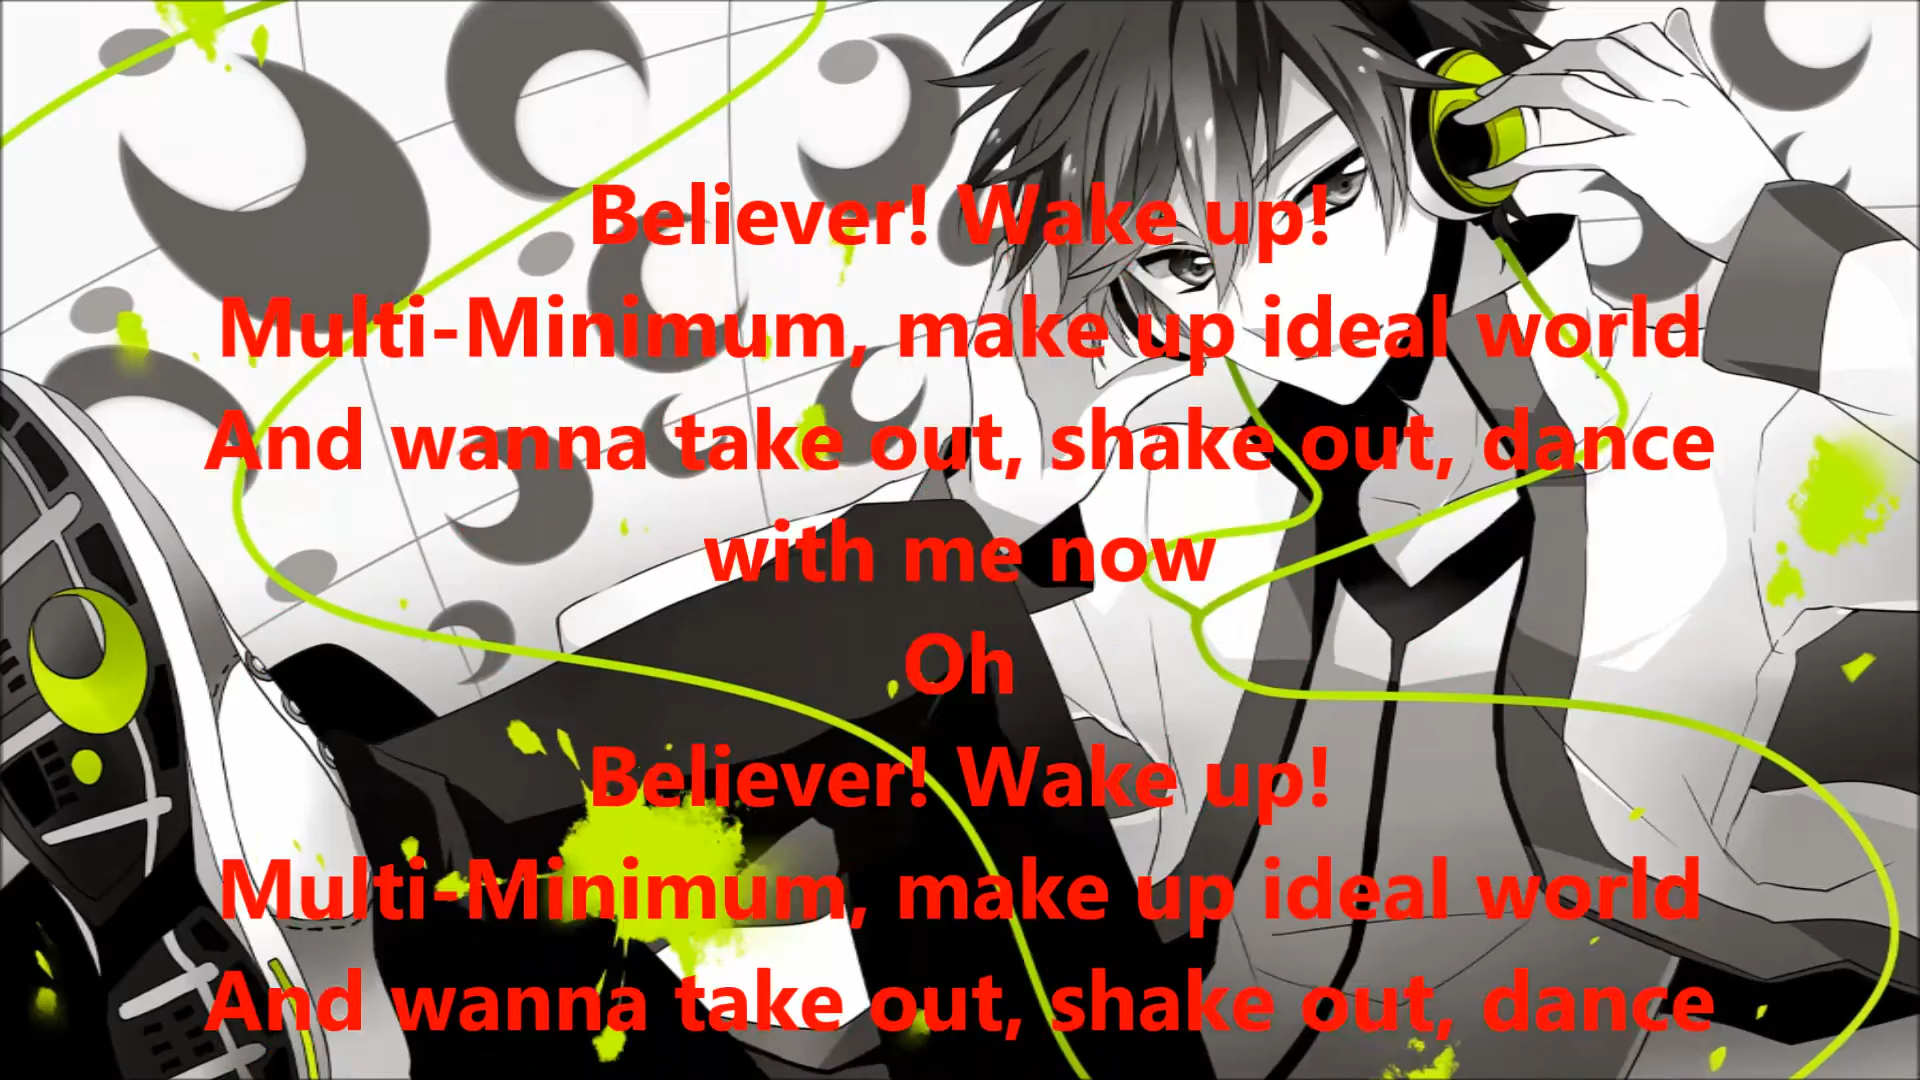 Believer! Wake up!
Multi-Minimum, make up ideal world
And wanna take out, shake out, dance
with me now
Oh
Believer! Wake up!
Multi-Minimum, make up ideal world
And wanna take out, shake out, dance